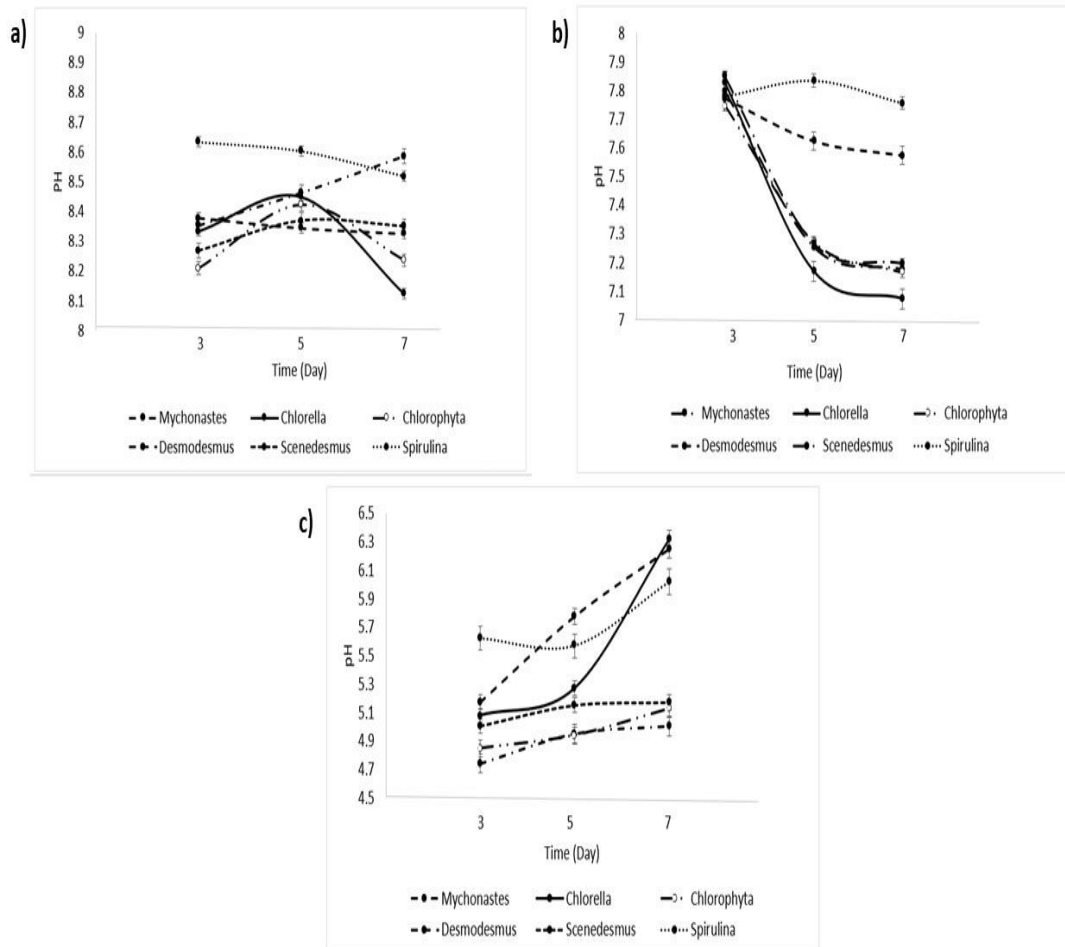 a)
9
8.9
8.8
8.7
8.6
8.5
8.4
8.3
8.2
8.1
8
PH
3 5 7
Time (Day)
Mychonastes Chlorella Chlorophyta
Desmodesmus Scenedesmus Spirulina
b)
8
7.9
7.8
7.7
7.6
7.5
7.4
7.3
7.2
7.1
7
pH
3 5 7
Time (Day)
Mychonastes Chlorella Chlorophyta
Desmodesmus Scenedesmus Spirulina
c)
6.5
6.3
6.1
5.9
5.7
5.5
5.3
5.1
4.9
4.7
4.5
pH
3 5 7
Time (Day)
Mychonastes Chlorella Chlorophyta
Desmodesmus Scenedesmus Spirulina